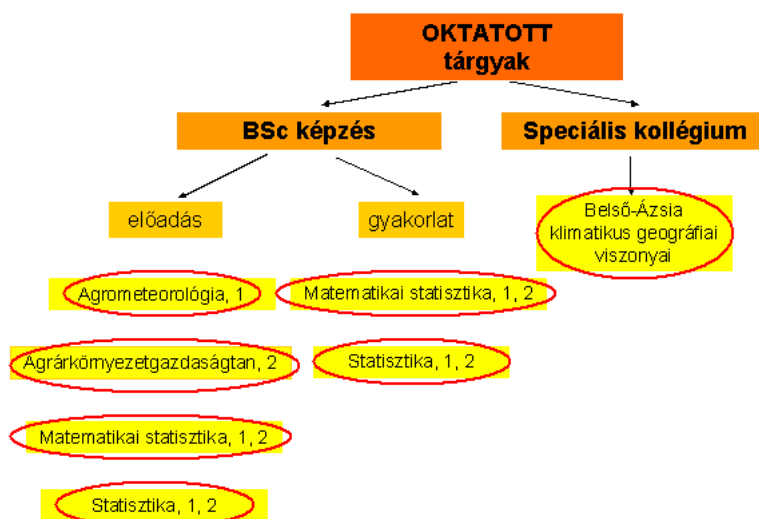 OKTATOTT
tárgyak
BSc képzés
Speciális kollégium
előadás
gyakorlat
Belső-Ázsia
klimatikus geográfiai
viszonyai
Agrometeorológia, 1
Matematikai statisztika, 1, 2
Agrárkörnyezetgazdaságtan, 2
Statisztika, 1, 2
Matematikai statisztika, 1, 2
Statisztika, 1, 2